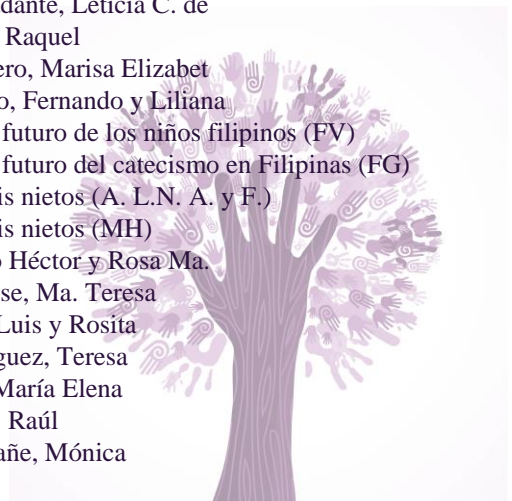 dante, Leticia C. de
Raquel
ero, Marisa Elizabet
o, Fernando y Liliana
futuro de los niños filipinos (FV)
futuro del catecismo en Filipinas (FG)
is nietos (A. L.N. A. y F.)
is nietos (MH)
o Héctor y Rosa Ma.
se, Ma. Teresa
Luis y Rosita
guez, Teresa
María Elena
Raúl
añe, Mónica